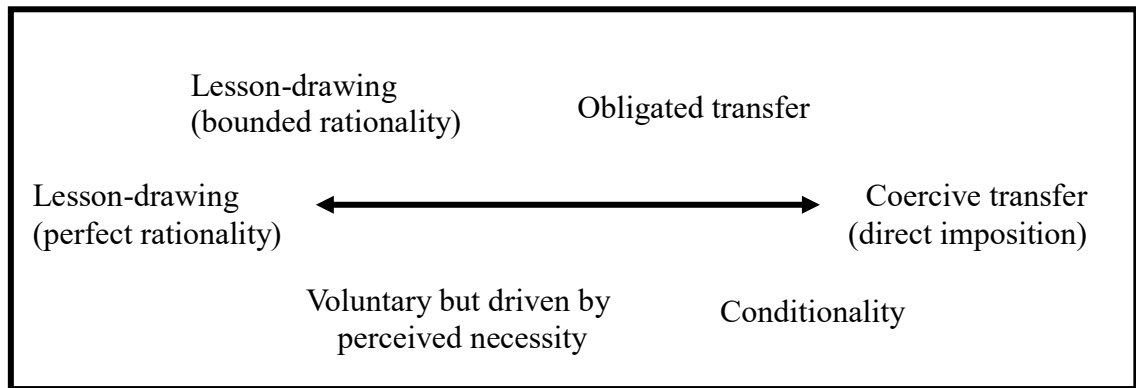 Lesson-drawing
(bounded rationality)
Obligated transfer
Lesson-drawing
(perfect rationality)
Coercive transfer
(direct imposition)
Voluntary but driven by
perceived necessity
Conditionality